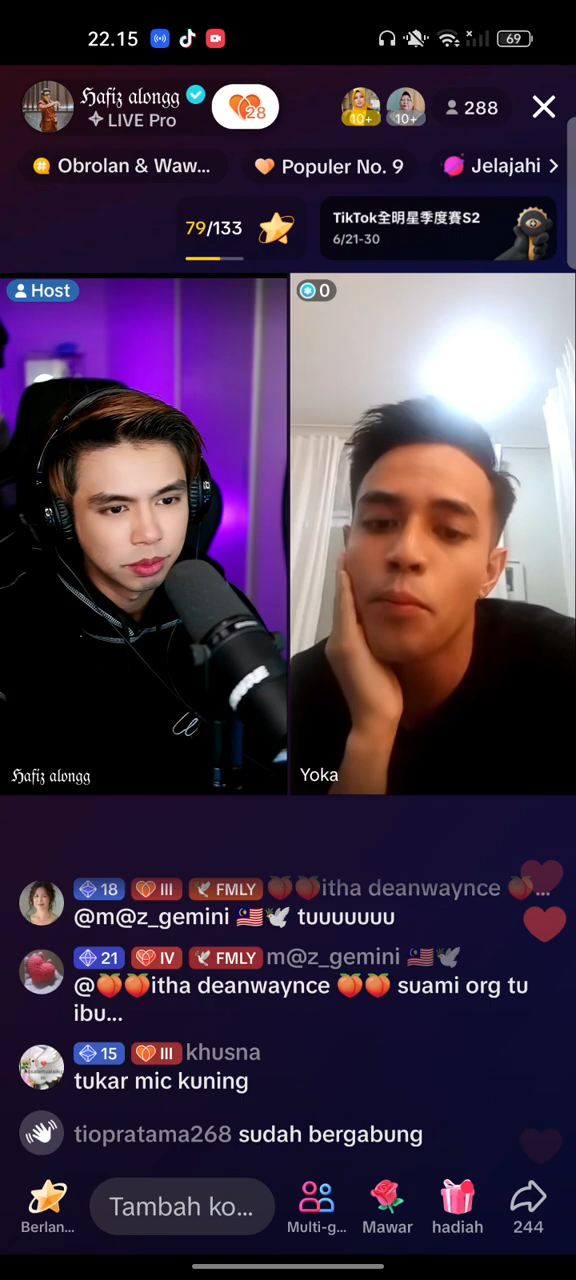 22.15
69
Hafiz alongg
LIVE Pro
28
10+
10+
288
Obrolan & Waw...
Populer No. 9
Jelajahi
79/133
TikTok全明星季度賽S2
6/21-30
Host
0
Hafiz alongg
Yoka
18 III FMLY 🍑🍑itha deanwaynce 🍑...
@m@z_gemini 🇲🇾🕊 tuuuuuuu
21 IV FMLY m@z_gemini 🇲🇾🕊
@🍑🍑itha deanwaynce 🍑🍑 suami org tu
ibu...
15 III khusna
tukar mic kuning
tiopratama268 sudah bergabung
Berlan...
Tambah ko...
Multi-g...
Mawar
hadiah
244